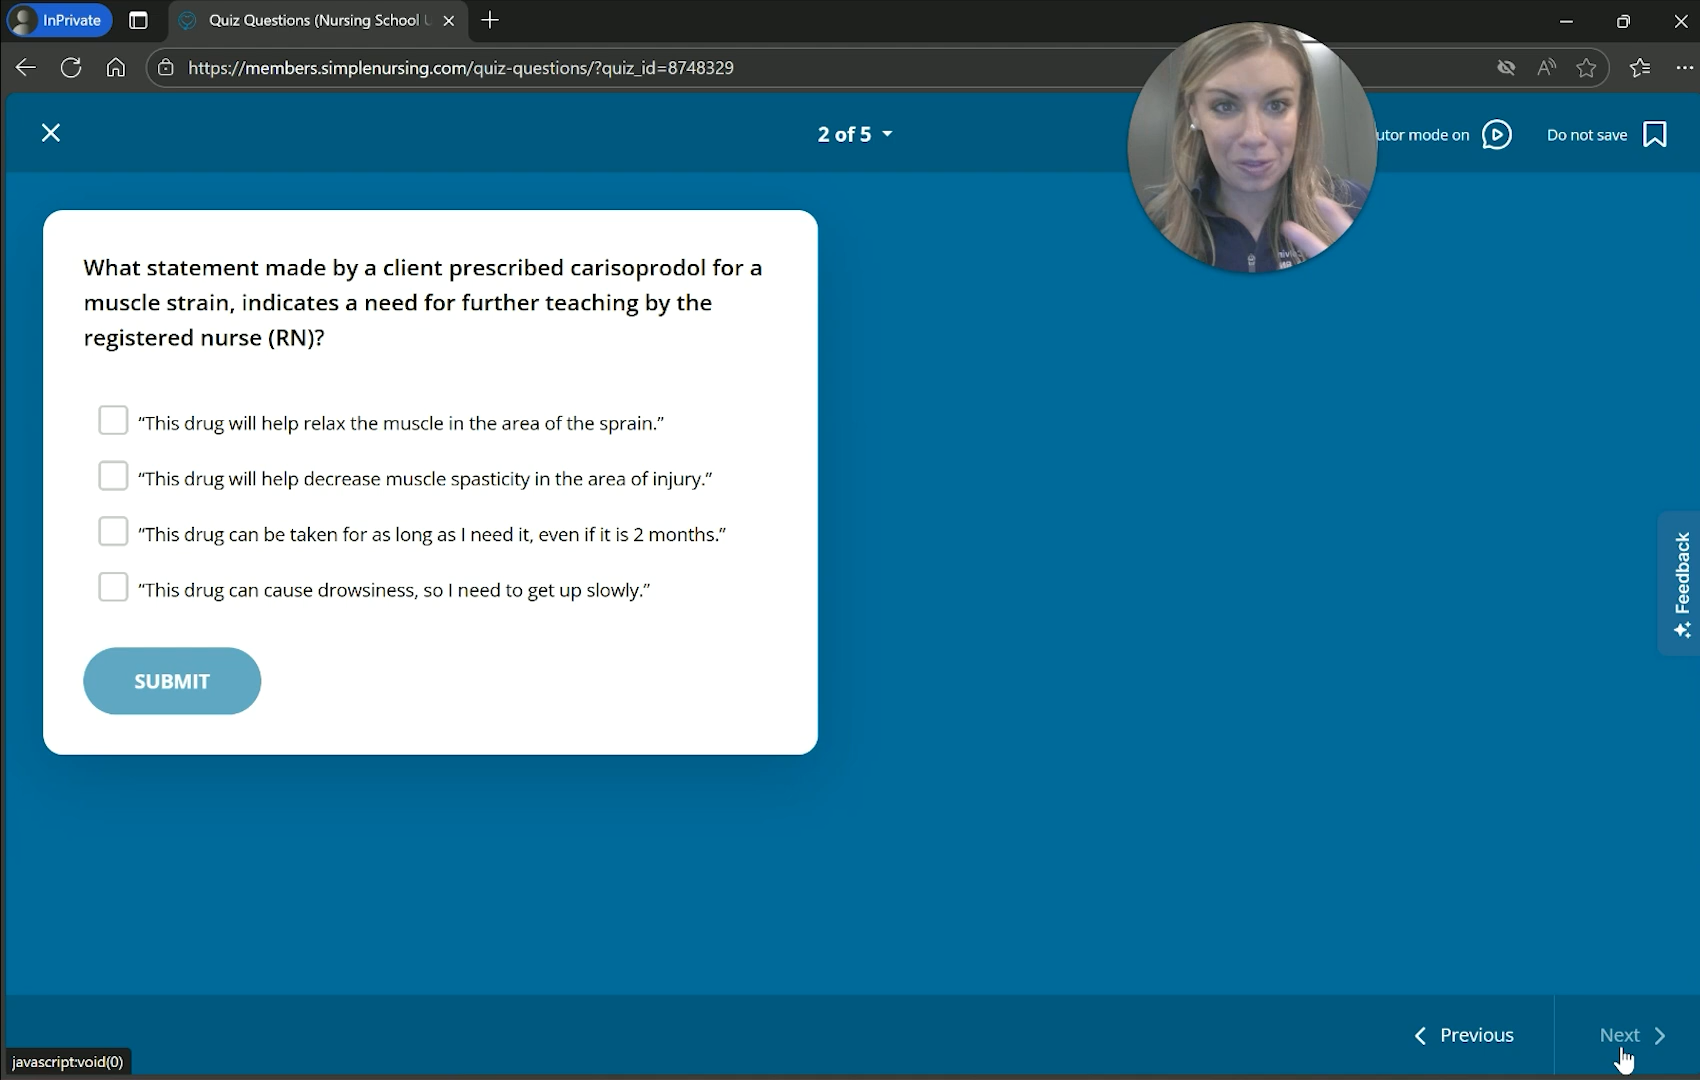 InPrivate
Quiz Questions (Nursing School
https://members.simplenursing.com/quiz-questions/?quiz_id=8748329
2 of 5
utor mode on
Do not save
What statement made by a client prescribed carisoprodol for a
muscle strain, indicates a need for further teaching by the
registered nurse (RN)?
“This drug will help relax the muscle in the area of the sprain.”
“This drug will help decrease muscle spasticity in the area of injury.”
“This drug can be taken for as long as I need it, even if it is 2 months.”
“This drug can cause drowsiness, so I need to get up slowly.”
SUBMIT
Feedback
Previous
Next
javascript:void(0)